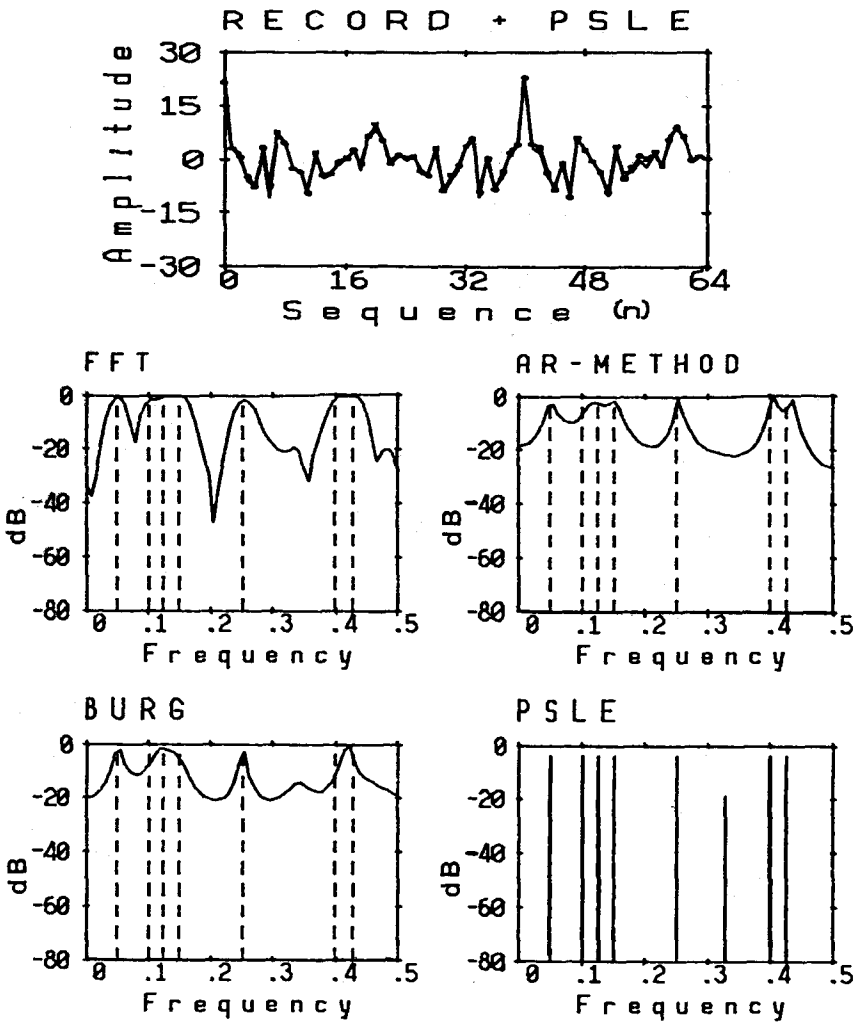 RECORD + PSLE
Amplitude
30
15
0
-15
-30
0 16 32 48 64
Sequence (n)
FFT
dB
0
-20
-40
-60
-80
0 .1 .2 .3 .4 .5
Frequency
AR-METHOD
dB
0
-20
-40
-60
-80
0 .1 .2 .3 .4 .5
Frequency
BURG
dB
0
-20
-40
-60
-80
0 .1 .2 .3 .4 .5
Frequency
PSLE
dB
0
-20
-40
-60
-80
0 .1 .2 .3 .4 .5
Frequency